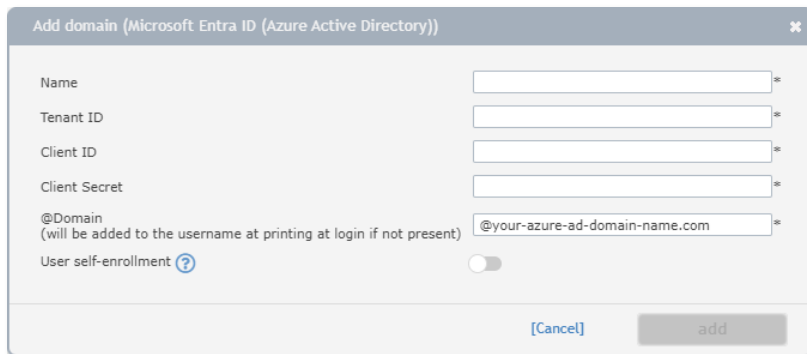 Add domain (Microsoft Entra ID (Azure Active Directory))
Name *
Tenant ID *
Client ID *
Client Secret *
@Domain
(will be added to the username at printing at login if not present) @your-azure-ad-domain-name.com *
User self-enrollment ?
[Cancel] add